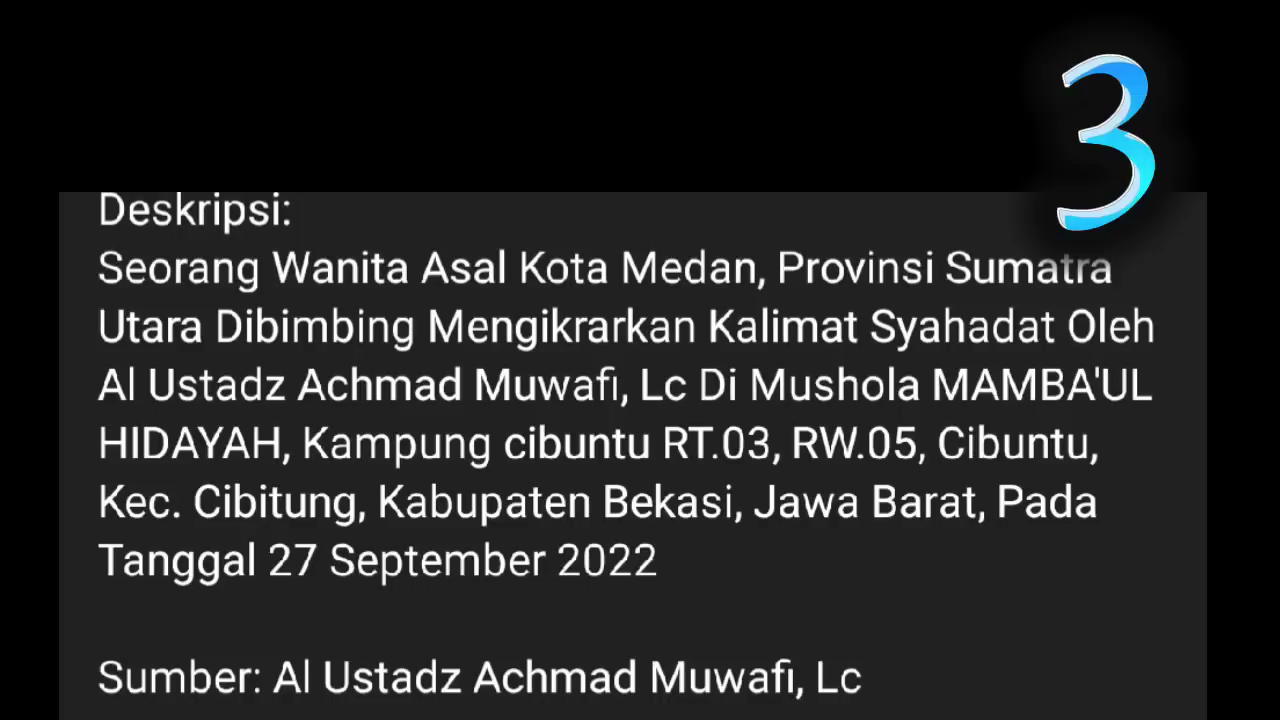 3
Deskripsi:
Seorang Wanita Asal Kota Medan, Provinsi Sumatra
Utara Dibimbing Mengikrarkan Kalimat Syahadat Oleh
Al Ustadz Achmad Muwafi, Lc Di Mushola MAMBA'UL
HIDAYAH, Kampung cibuntu RT.03, RW.05, Cibuntu,
Kec. Cibitung, Kabupaten Bekasi, Jawa Barat, Pada
Tanggal 27 September 2022
Sumber: Al Ustadz Achmad Muwafi, Lc